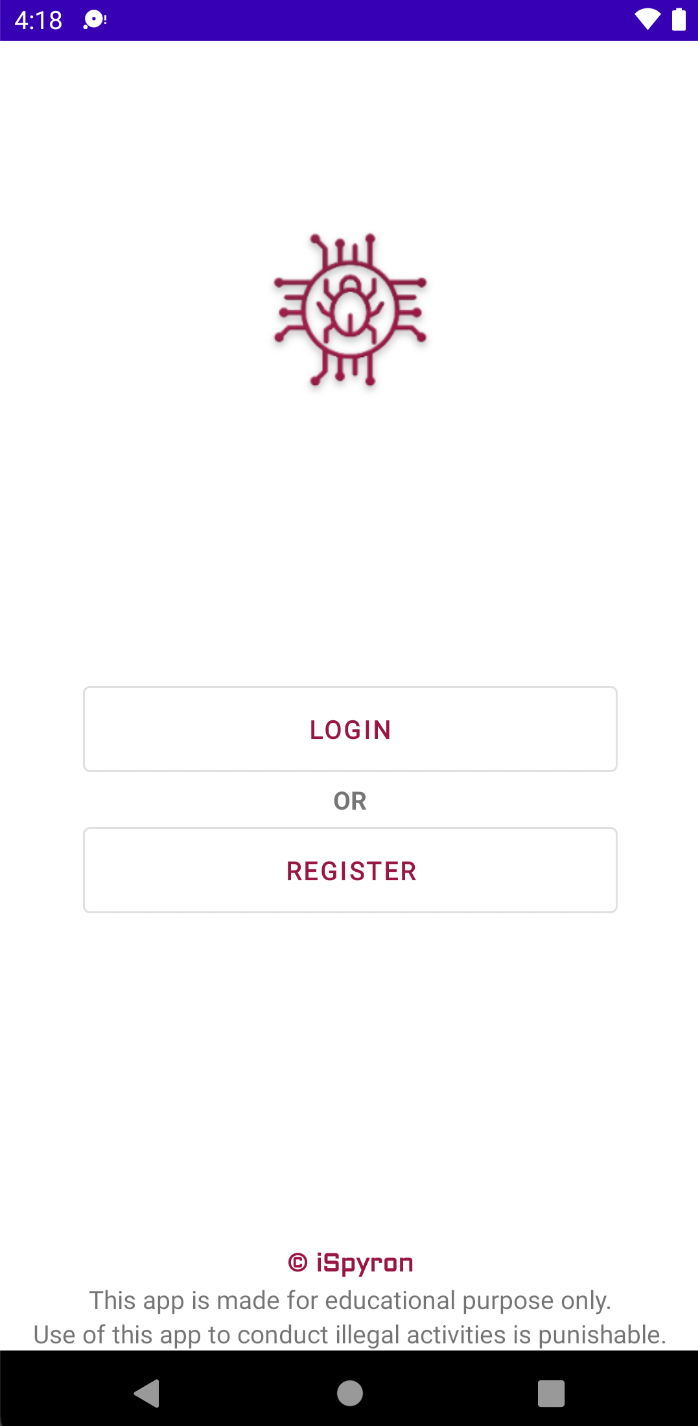 4:18
LOGIN
OR
REGISTER
© iSpyron
This app is made for educational purpose only.
Use of this app to conduct illegal activities is punishable.